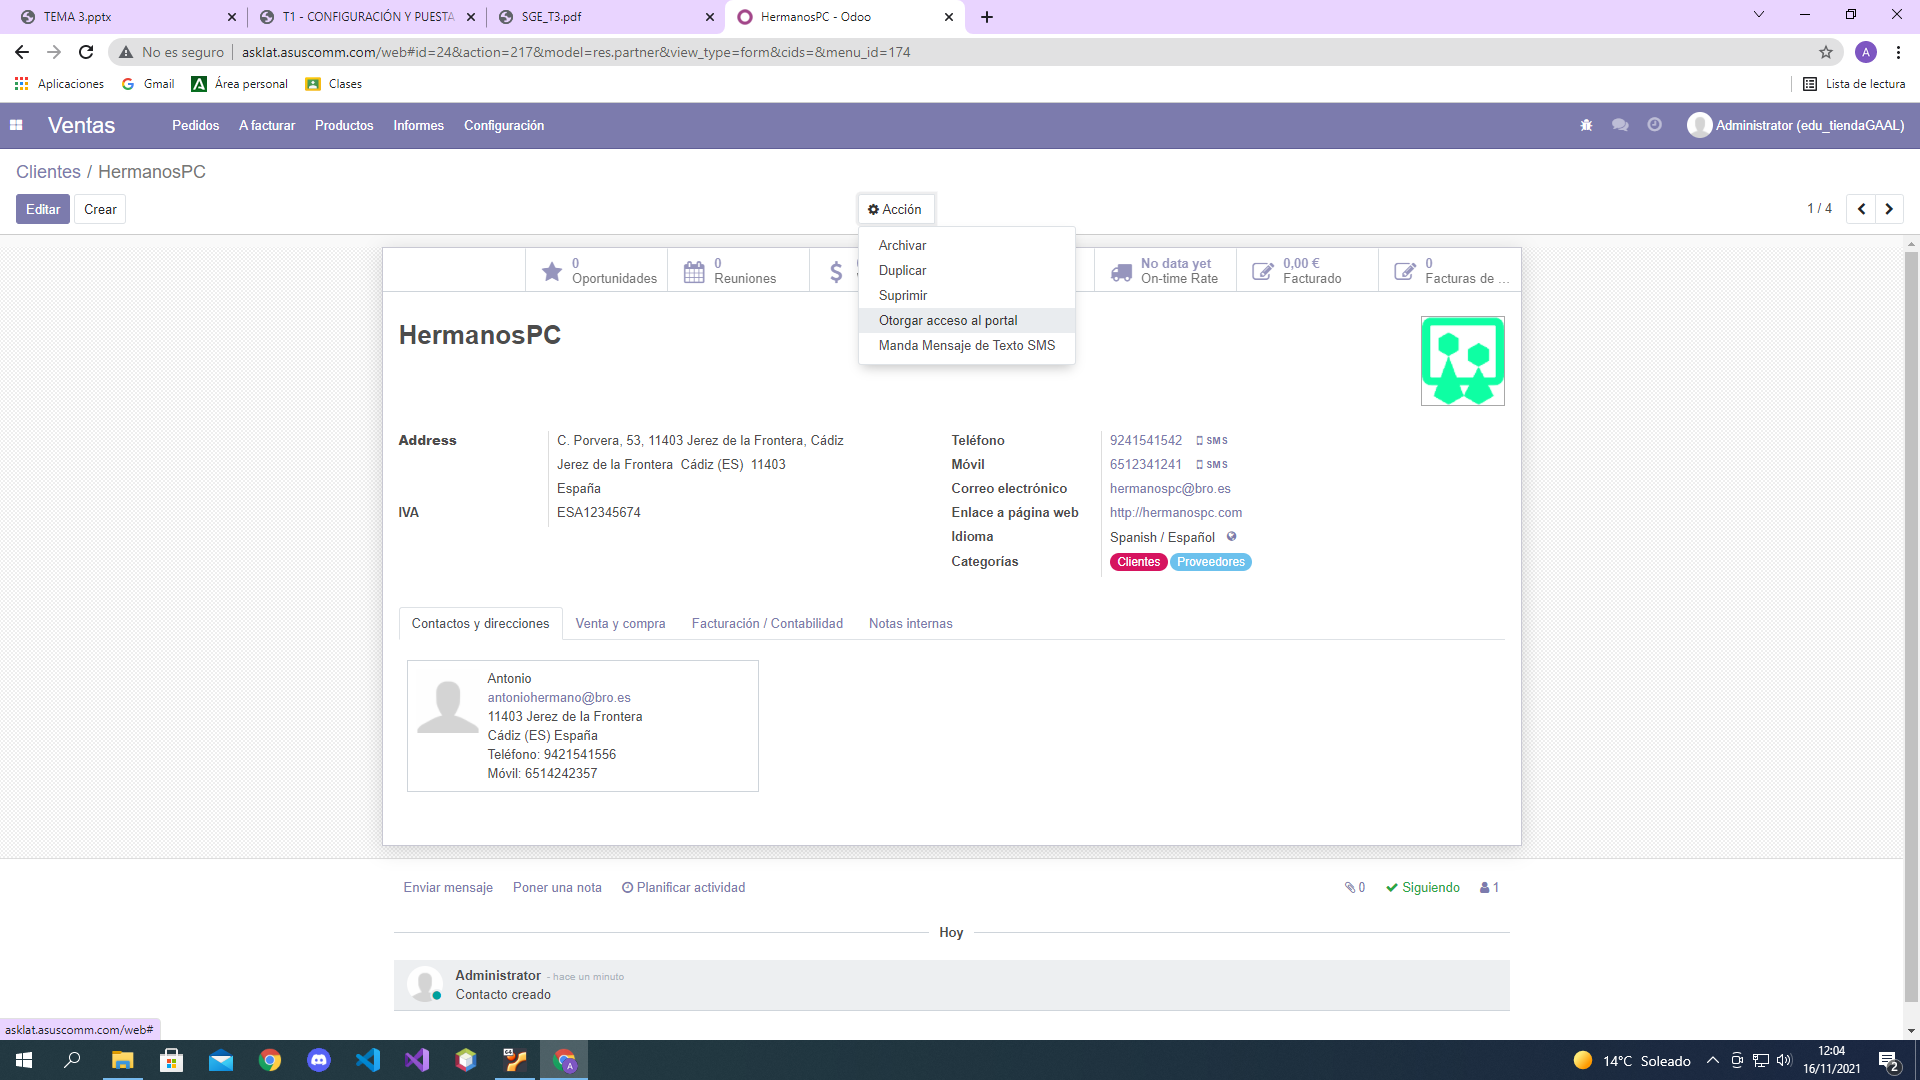 TEMA 3.pptx
T1 - CONFIGURACIÓN Y PUESTA
SGE_T3.pdf
HermanosPC - Odoo
No es seguro
asklat.asuscomm.com/web#id=24&action=217&model=res.partner&view_type=form&cids=&menu_id=174
A
Aplicaciones
Gmail
Área personal
Clases
Lista de lectura
Ventas
Pedidos
A facturar
Productos
Informes
Configuración
Administrator (edu_tiendaGAAL)
Clientes / HermanosPC
Editar
Crear
Acción
1 / 4
Archivar
Duplicar
Suprimir
Otorgar acceso al portal
Manda Mensaje de Texto SMS
0
Oportunidades
0
Reuniones
No data yet
On-time Rate
0,00 €
Facturado
0
Facturas de ...
HermanosPC
Address
C. Porvera, 53, 11403 Jerez de la Frontera, Cádiz
Jerez de la Frontera Cádiz (ES) 11403
España
IVA
ESA12345674
Teléfono
9241541542
SMS
Móvil
6512341241
SMS
Correo electrónico
hermanospc@bro.es
Enlace a página web
http://hermanospc.com
Idioma
Spanish / Español
Categorías
Clientes
Proveedores
Contactos y direcciones
Venta y compra
Facturación / Contabilidad
Notas internas
Antonio
antoniohermano@bro.es
11403 Jerez de la Frontera
Cádiz (ES) España
Teléfono: 9421541556
Móvil: 6514242357
Enviar mensaje
Poner una nota
Planificar actividad
0
Siguiendo
1
Hoy
Administrator - hace un minuto
Contacto creado
asklat.asuscomm.com/web#
14°C Soleado
12:04
16/11/2021
2